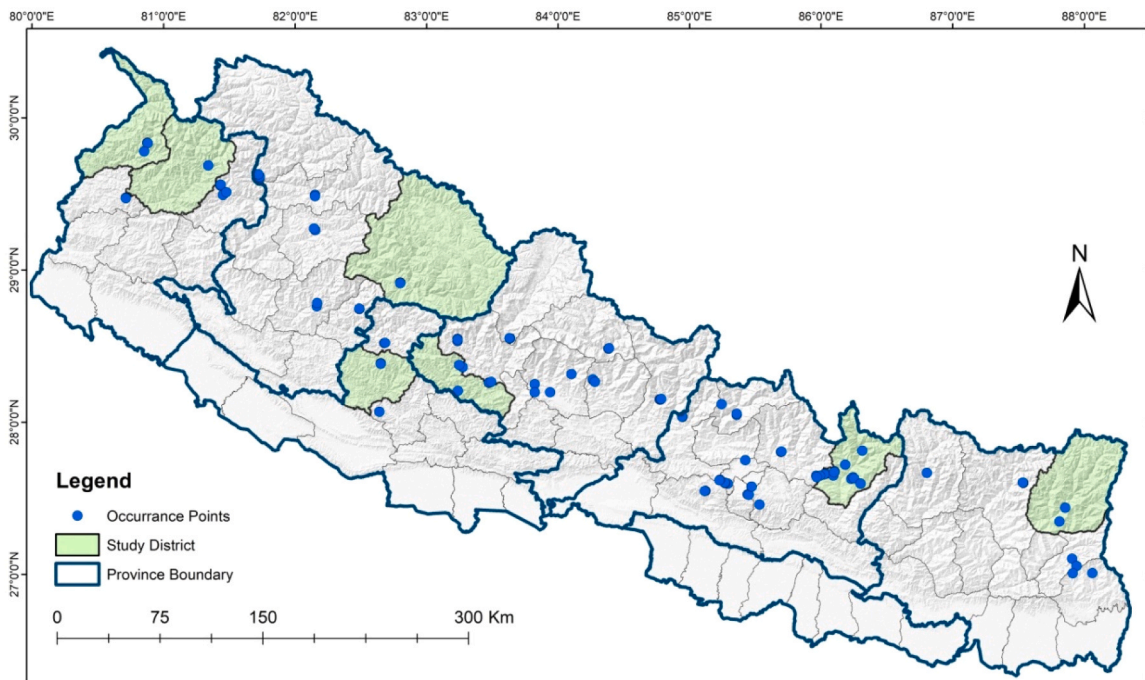 80°0'0"E 81°0'0"E 82°0'0"E 83°0'0"E 84°0'0"E 85°0'0"E 86°0'0"E 87°0'0"E 88°0'0"E
30°0'0"N
29°0'0"N
28°0'0"N
27°0'0"N
N
Legend
Occurrance Points
Study District
Province Boundary
0 75 150 300 Km